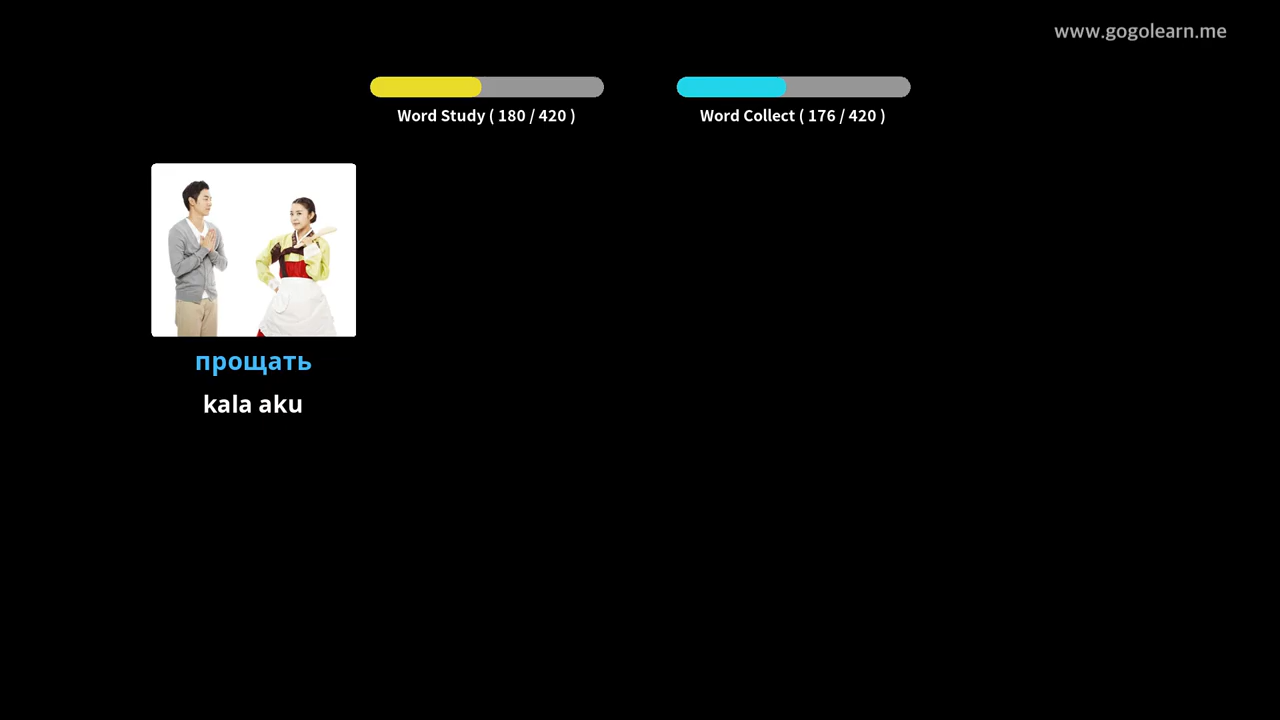 www.gogolearn.me
Word Study ( 180 / 420 )
Word Collect ( 176 / 420 )
прощать
kala aku